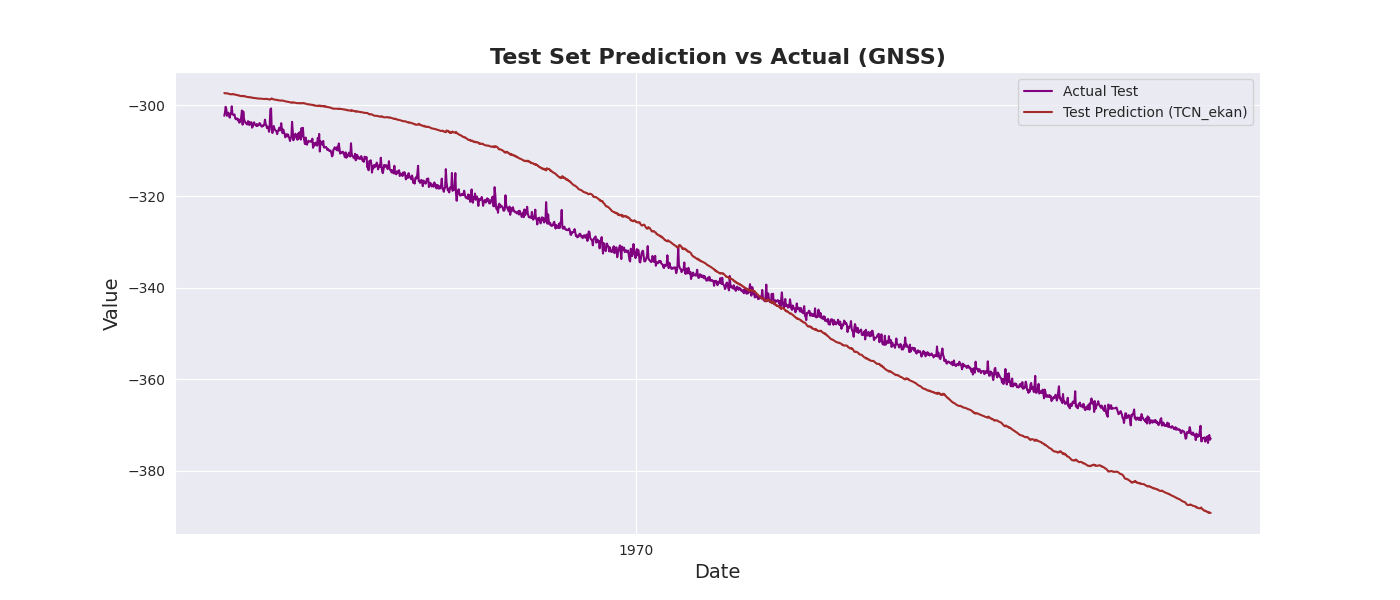 Test Set Prediction vs Actual (GNSS)
Actual Test
Test Prediction (TCN_ekan)
Value
−300
−320
−340
−360
−380
1970
Date